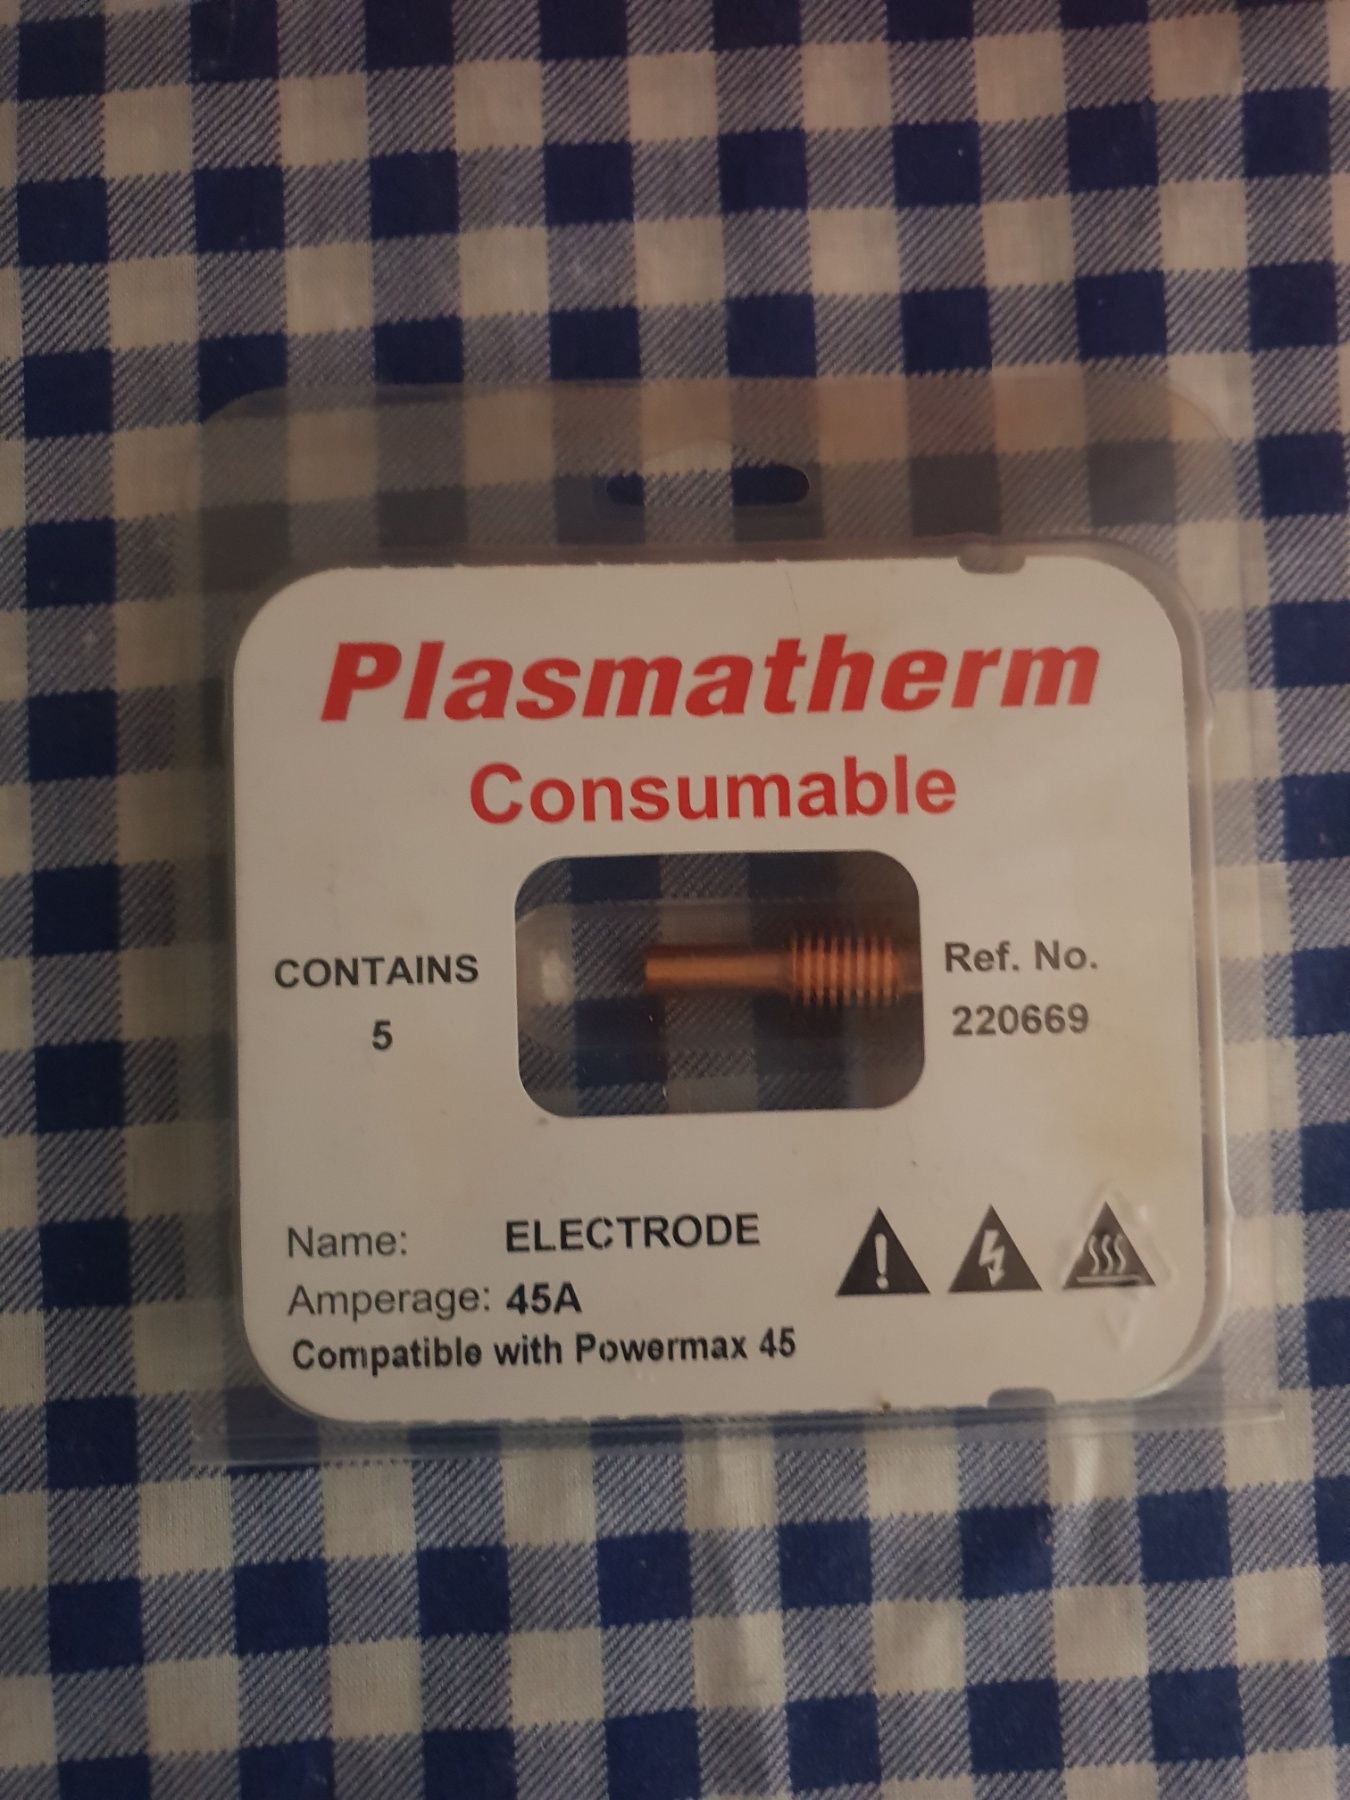 Plasmatherm
Consumable
CONTAINS
5
Ref. No.
220669
Name: ELECTRODE
Amperage: 45A
Compatible with Powermax 45